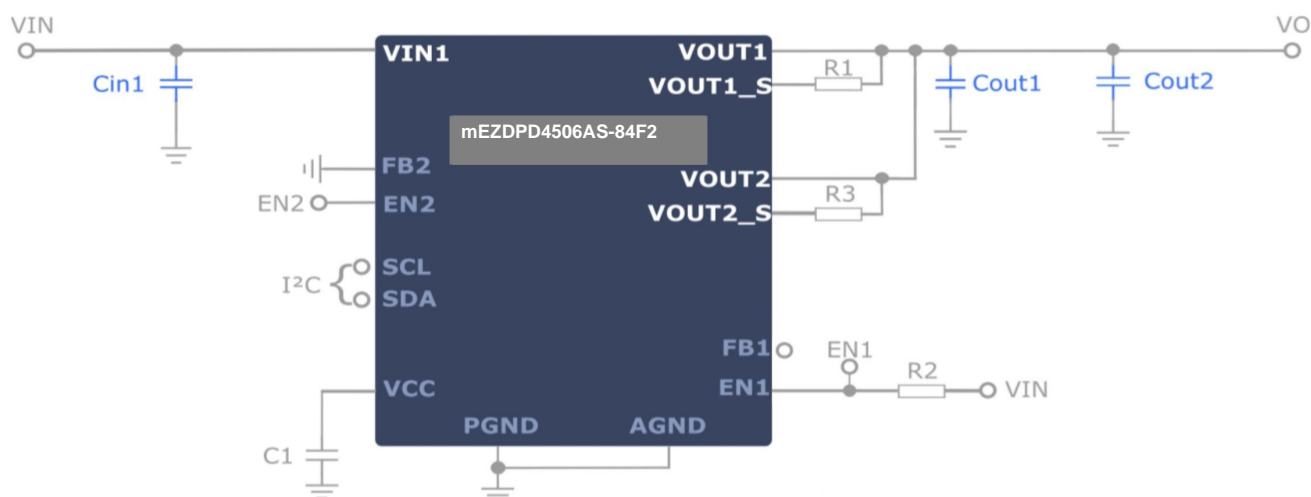 VIN
VO
VIN1
VOUT1
R1
Cin1
VOUT1_S
Cout1
Cout2
mEZDPD4506AS-84F2
FB2
VOUT2
R3
EN2
EN2
VOUT2_S
SCL
I²C
SDA
FB1
EN1
R2
VCC
EN1
VIN
PGND
AGND
C1